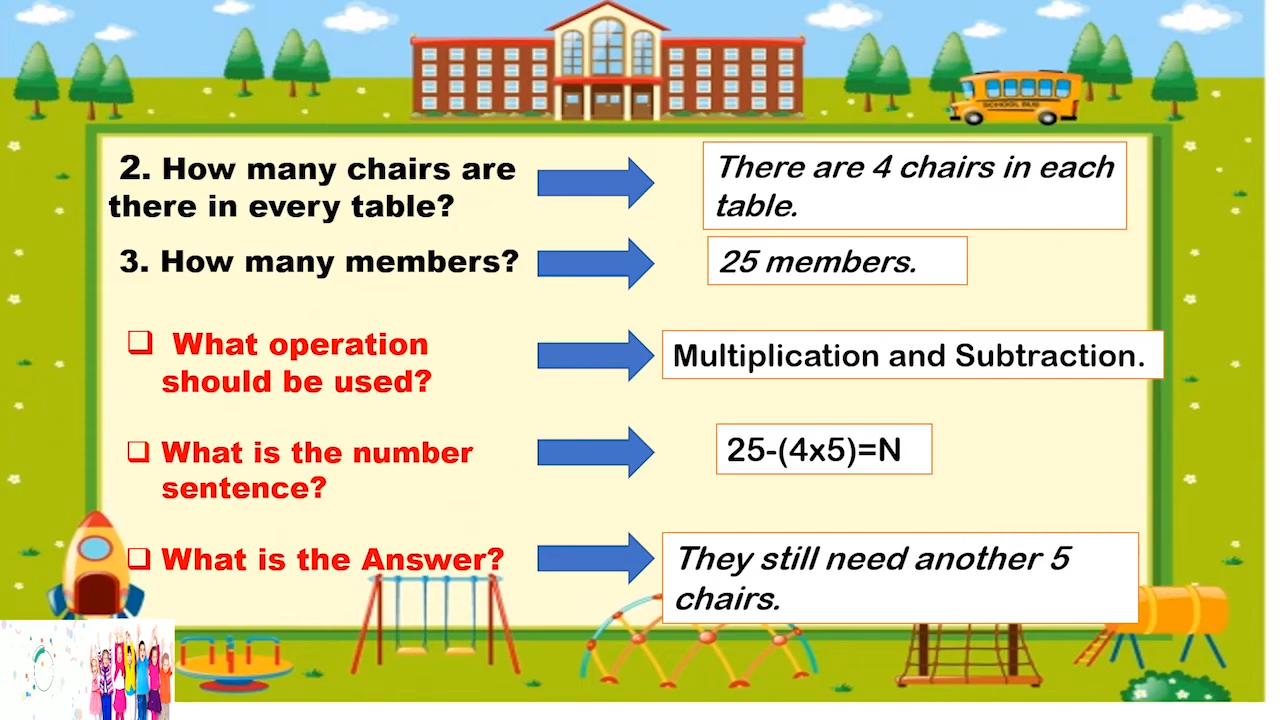 2. How many chairs are
there in every table?
There are 4 chairs in each
table.
3. How many members?
25 members.
❑ What operation
should be used?
Multiplication and Subtraction.
❑ What is the number
sentence?
25-(4x5)=N
❑ What is the Answer?
They still need another 5
chairs.
SCHOOL BUS